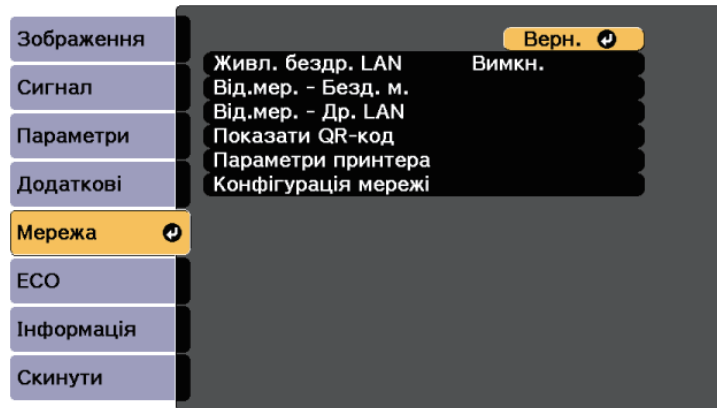 Зображення
Сигнал
Параметри
Додаткові
Мережа
ECO
Інформація
Скинути
Верн.
Живл. бездр. LAN Вимкн.
Від.мер. - Безд. м.
Від.мер. - Др. LAN
Показати QR-код
Параметри принтера
Конфігурація мережі